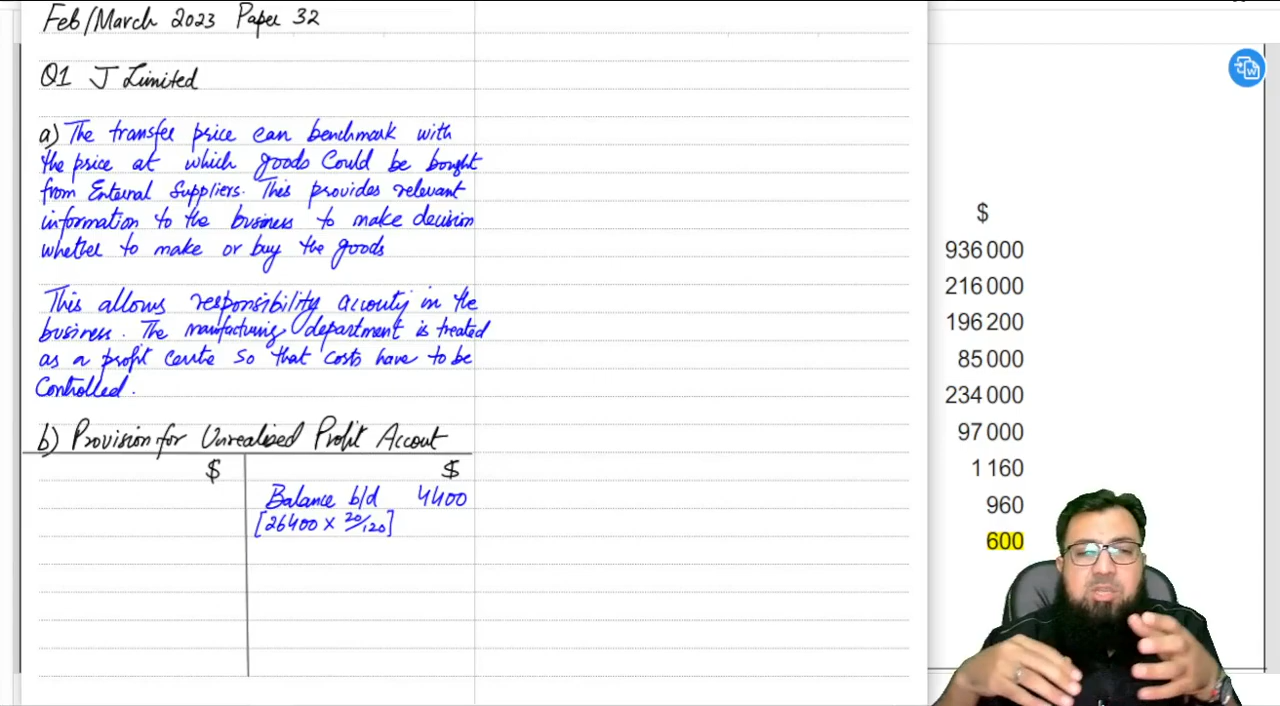 Feb/March 2023 Paper 32
Q1 J Limited
a) The transfer price can benchmark with
the price at which goods Could be bought
from External Suppliers. This provides relevant
information to the business to make decision
whether to make or buy the goods
This allows responsibility accouty in the
business. The manfacturing department is treated
as a profit centre so that costs have to be
Controlled.
b) Provision for Unrealised Profit Accout
$ $
Balance b/d 4400
[26400 × 20/120]
$
936 000
216 000
196 200
85 000
234 000
97 000
1 160
960
600
W